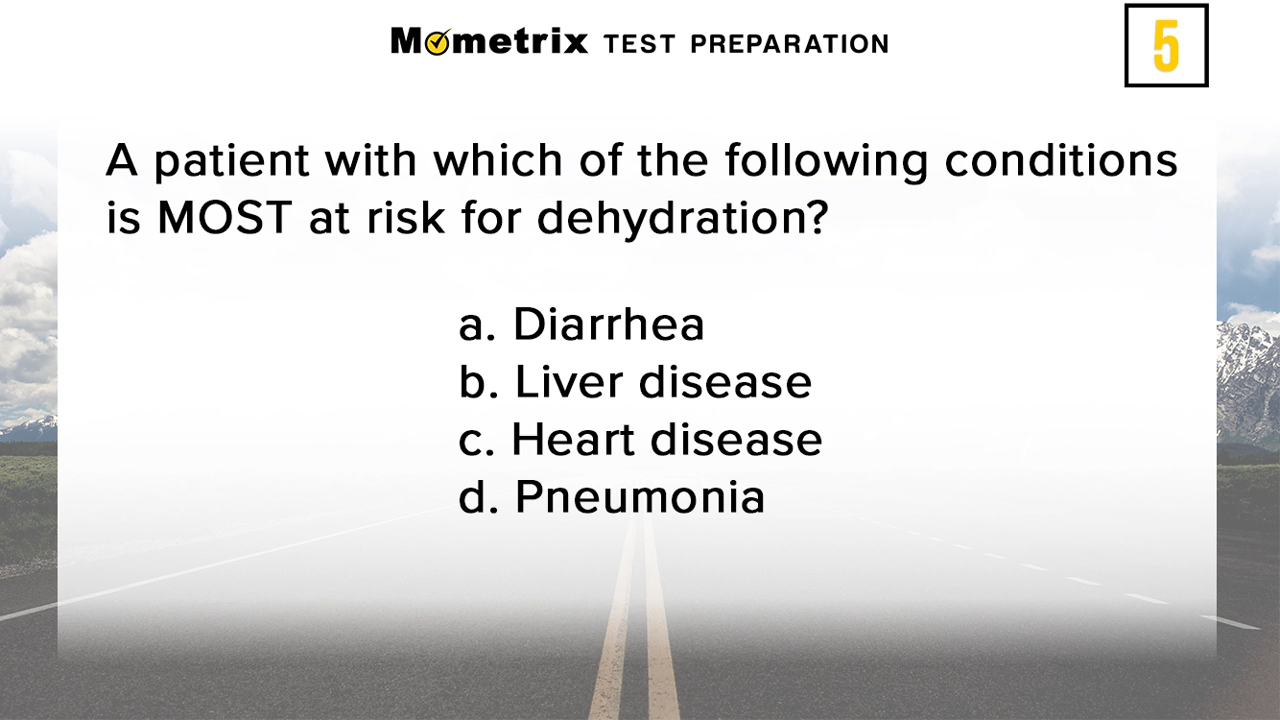 Mometrix TEST PREPARATION
5
A patient with which of the following conditions
is MOST at risk for dehydration?
a. Diarrhea
b. Liver disease
c. Heart disease
d. Pneumonia